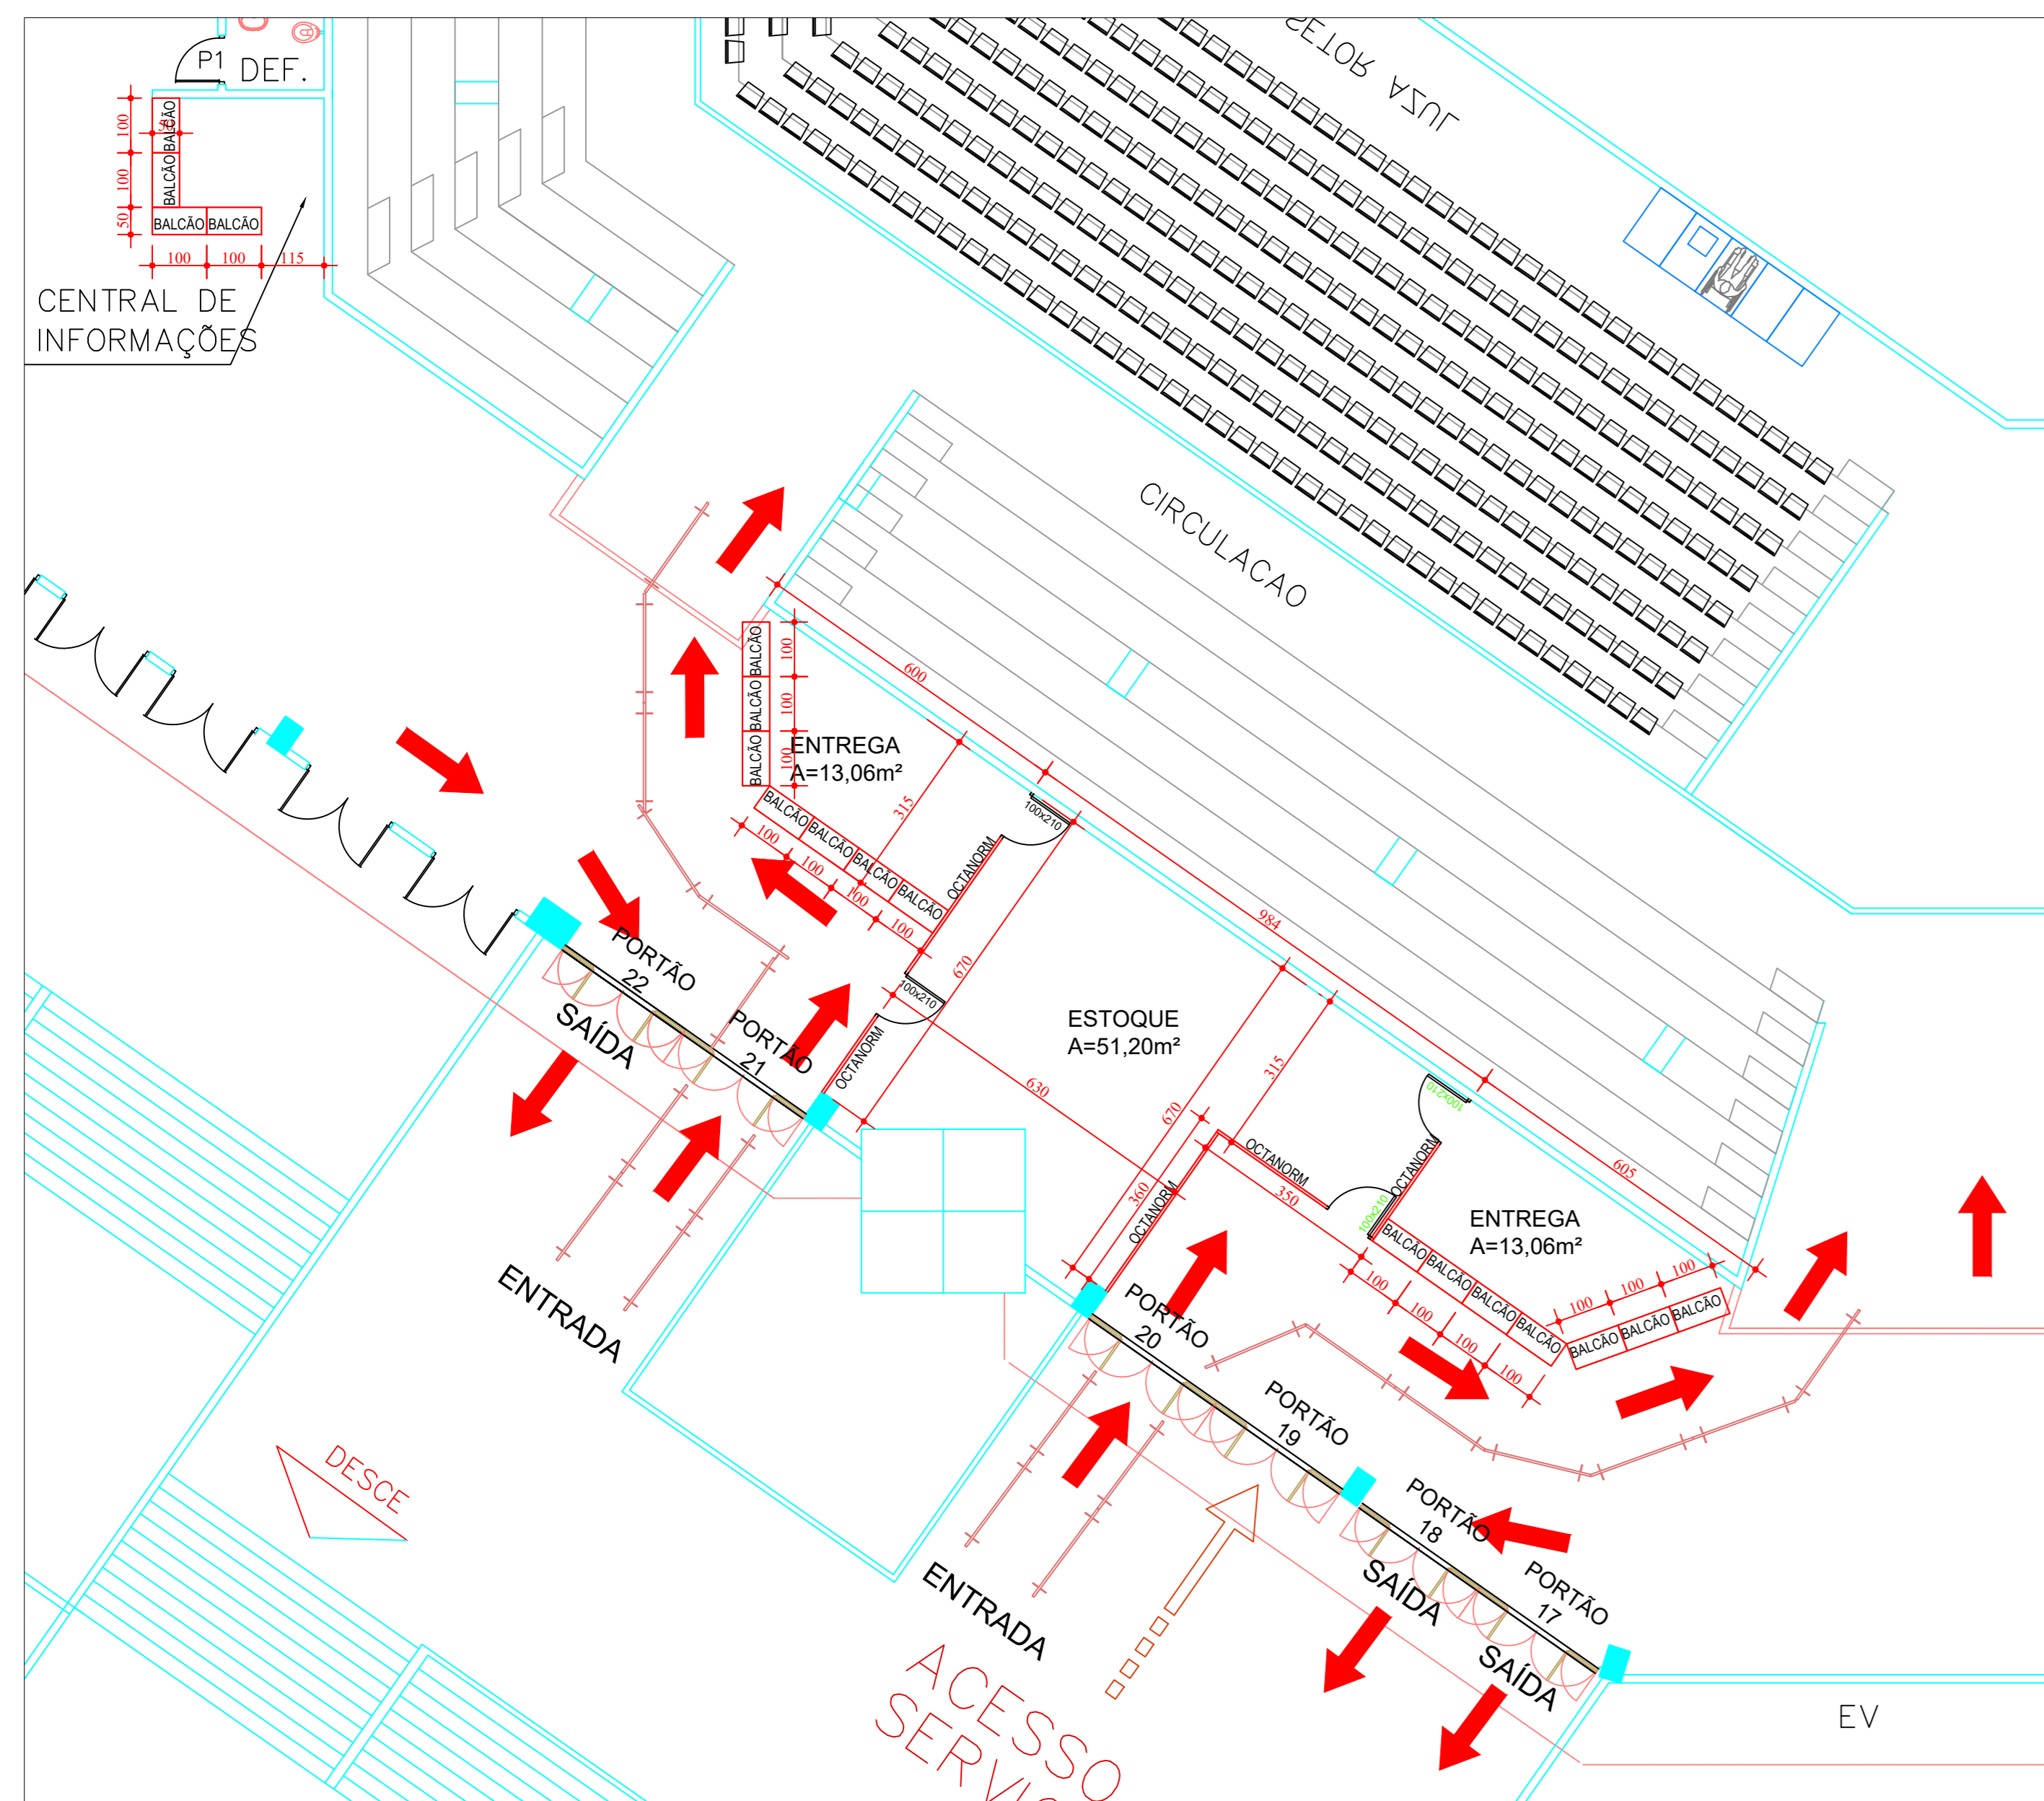 SETOR AZUL
P1
DEF.
100
50
BALCÃO
100
BALCÃO
50
BALCÃO
BALCÃO
100
100
115
CENTRAL DE
INFORMAÇÕES
CIRCULACAO
BALCÃO
100
BALCÃO
100
BALCÃO
100
600
ENTREGA
A=13,06m²
315
100x210
BALCÃO
BALCÃO
BALCÃO
BALCÃO
100
100
100
100
OCTANORM
984
670
100x210
OCTANORM
PORTÃO
22
SAÍDA
PORTÃO
21
ESTOQUE
A=51,20m²
630
670
315
100x210
OCTANORM
OCTANORM
350
360
OCTANORM
100x210
605
ENTREGA
A=13,06m²
BALCÃO
BALCÃO
BALCÃO
BALCÃO
100
100
100
100
100
100
100
BALCÃO
BALCÃO
BALCÃO
ENTRADA
PORTÃO
20
PORTÃO
19
PORTÃO
18
SAÍDA
PORTÃO
17
SAÍDA
DESCE
ENTRADA
ACESSO
EV